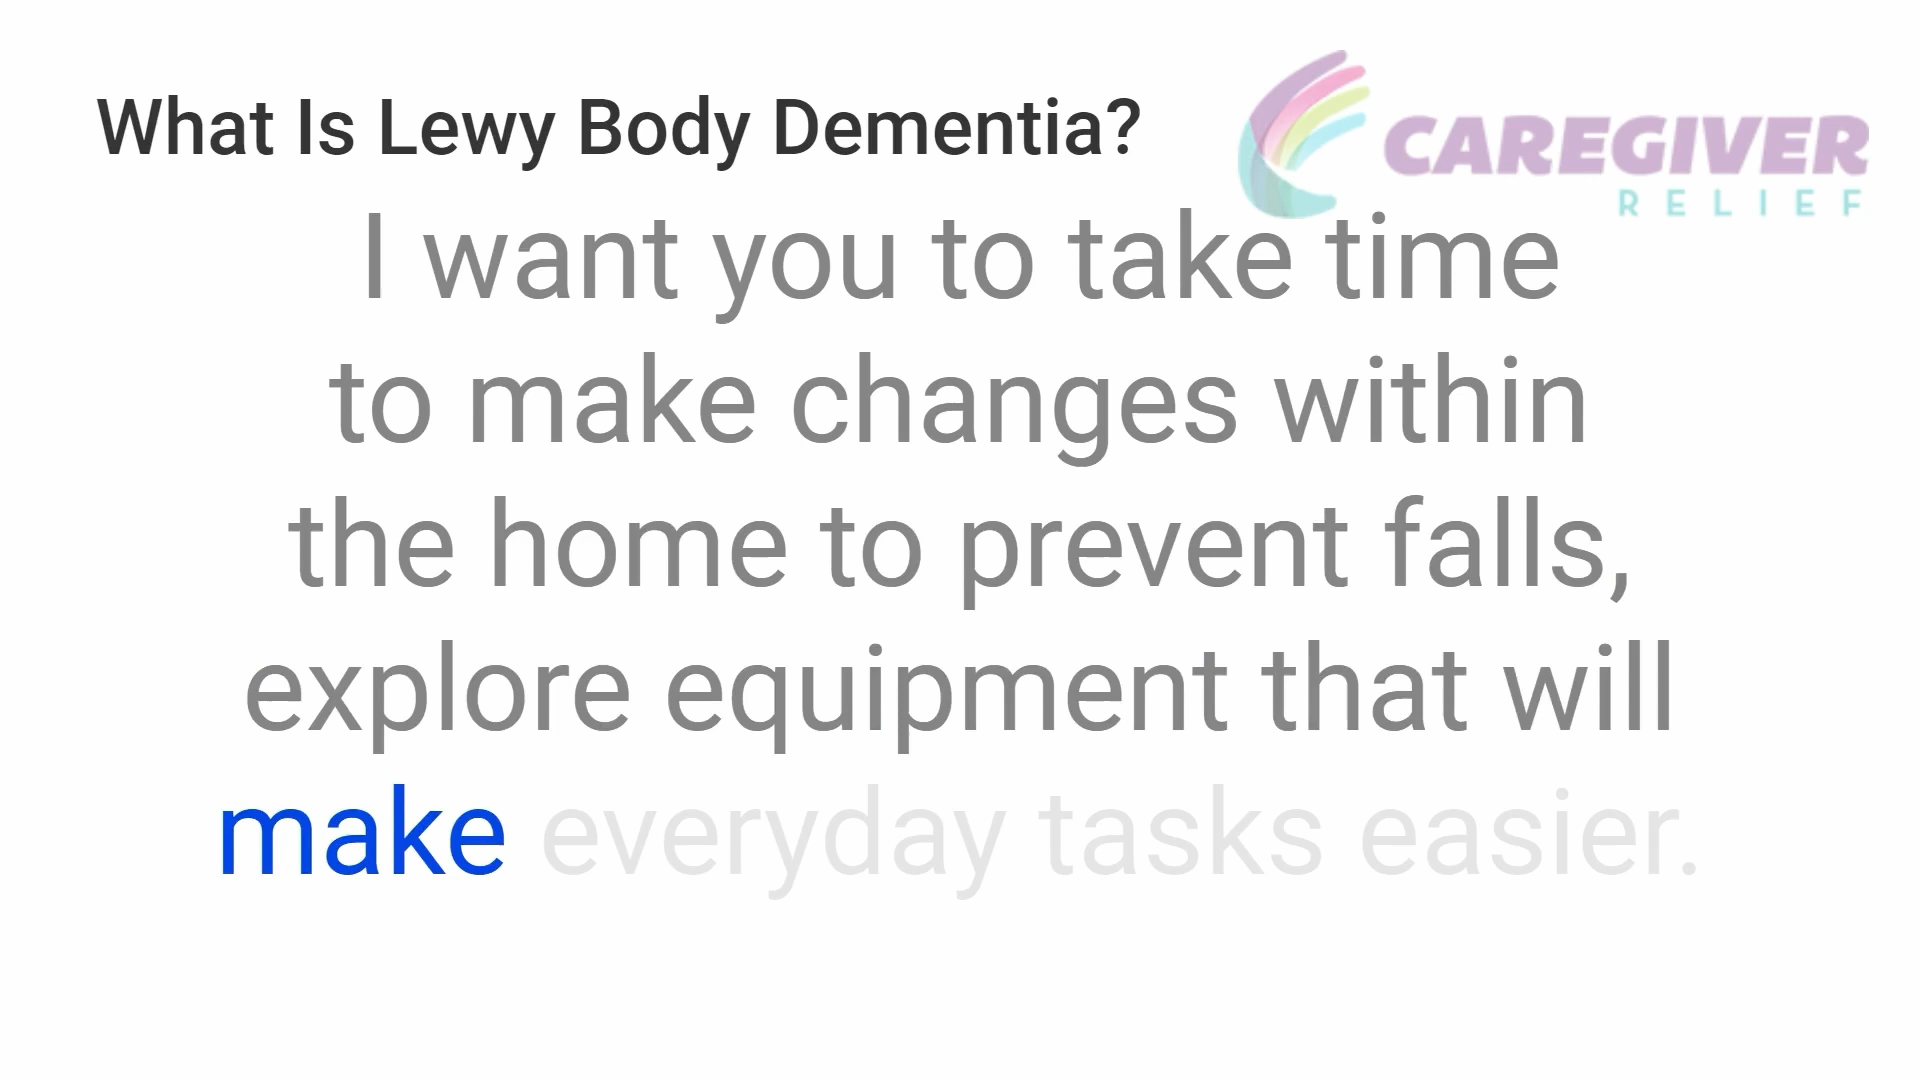 What Is Lewy Body Dementia?
CAREGIVER
RELIEF
I want you to take time
to make changes within
the home to prevent falls,
explore equipment that will
make everyday tasks easier.